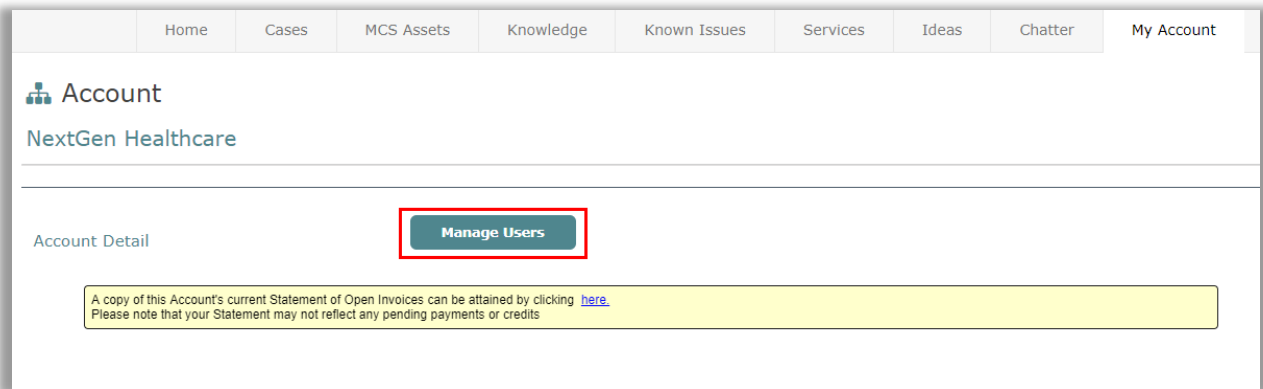 Home Cases MCS Assets Knowledge Known Issues Services Ideas Chatter My Account
Account
NextGen Healthcare
Account Detail Manage Users
A copy of this Account's current Statement of Open Invoices can be attained by clicking here.
Please note that your Statement may not reflect any pending payments or credits